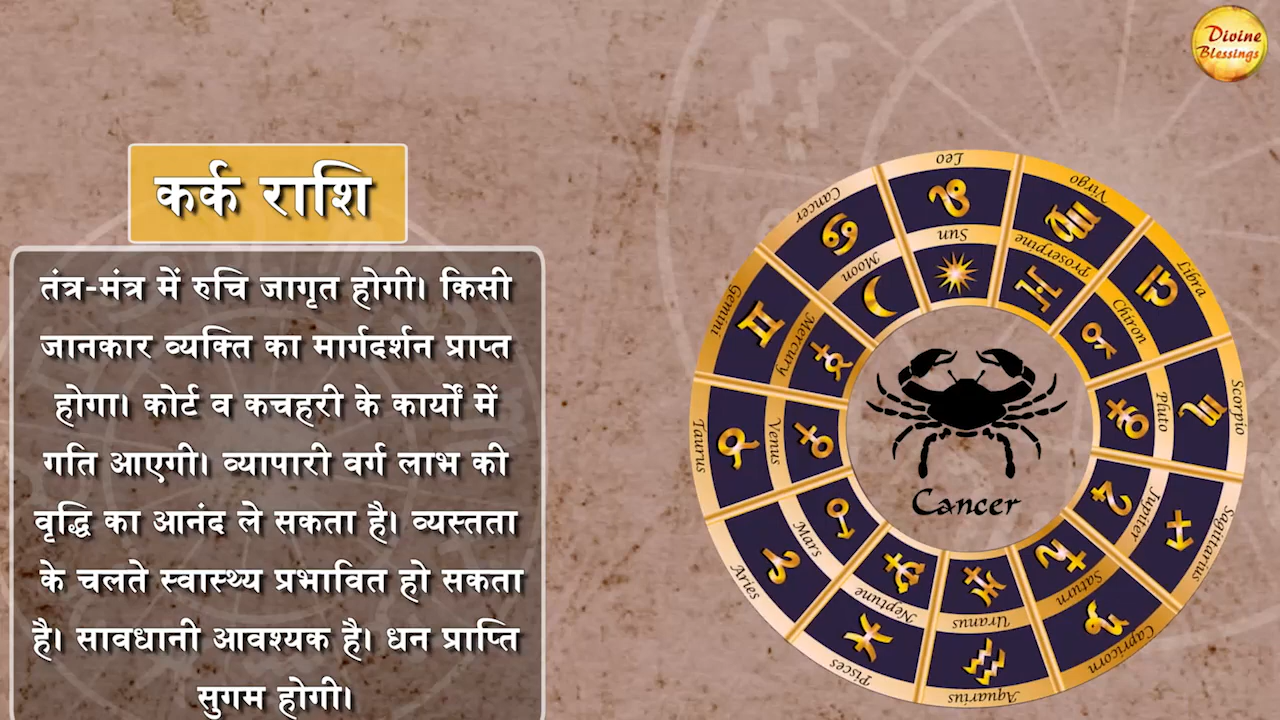 Divine
Blessings
कर्क राशि
तंत्र-मंत्र में रुचि जागृत होगी। किसी
जानकार व्यक्ति का मार्गदर्शन प्राप्त
होगा। कोर्ट व कचहरी के कार्यों में
गति आएगी। व्यापारी वर्ग लाभ की
वृद्धि का आनंद ले सकता है। व्यस्तता
के चलते स्वास्थ्य प्रभावित हो सकता
है। सावधानी आवश्यक है। धन प्राप्ति
सुगम होगी।
Leo
Virgo
Libra
Scorpio
Sagittarius
Capricorn
Aquarius
Pisces
Aries
Taurus
Gemini
Cancer
Sun
Proserpine
Chiron
Pluto
Jupiter
Saturn
Uranus
Neptune
Mars
Venus
Mercury
Moon
Cancer